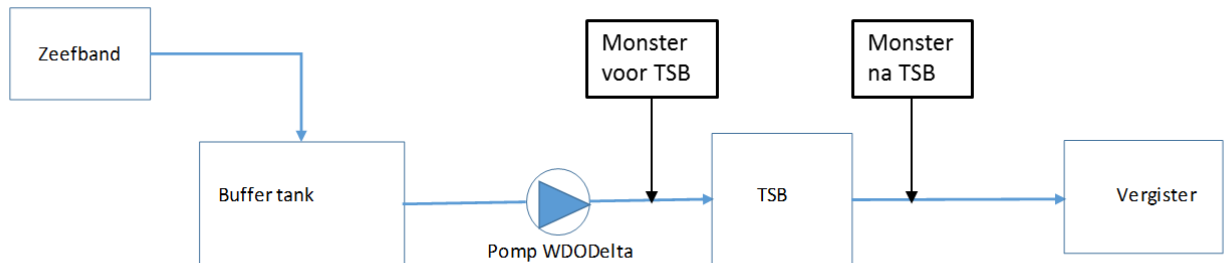 Zeefband
Monster
voor TSB
Monster
na TSB
Buffer tank
TSB
Vergister
Pomp WDODelta